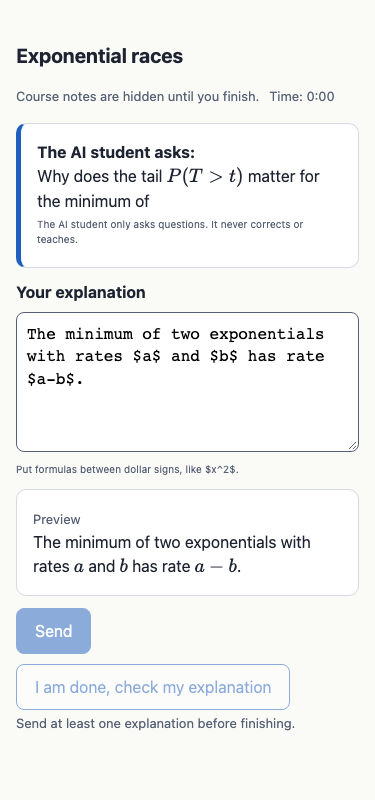 Exponential races
Course notes are hidden until you finish. Time: 0:00
The AI student asks:
Why does the tail P(T > t) matter for
the minimum of
The AI student only asks questions. It never corrects or
teaches.
Your explanation
The minimum of two exponentials
with rates $a$ and $b$ has rate
$a-b$.
Put formulas between dollar signs, like $x^2$.
Preview
The minimum of two exponentials with
rates a and b has rate a − b.
Send
I am done, check my explanation
Send at least one explanation before finishing.